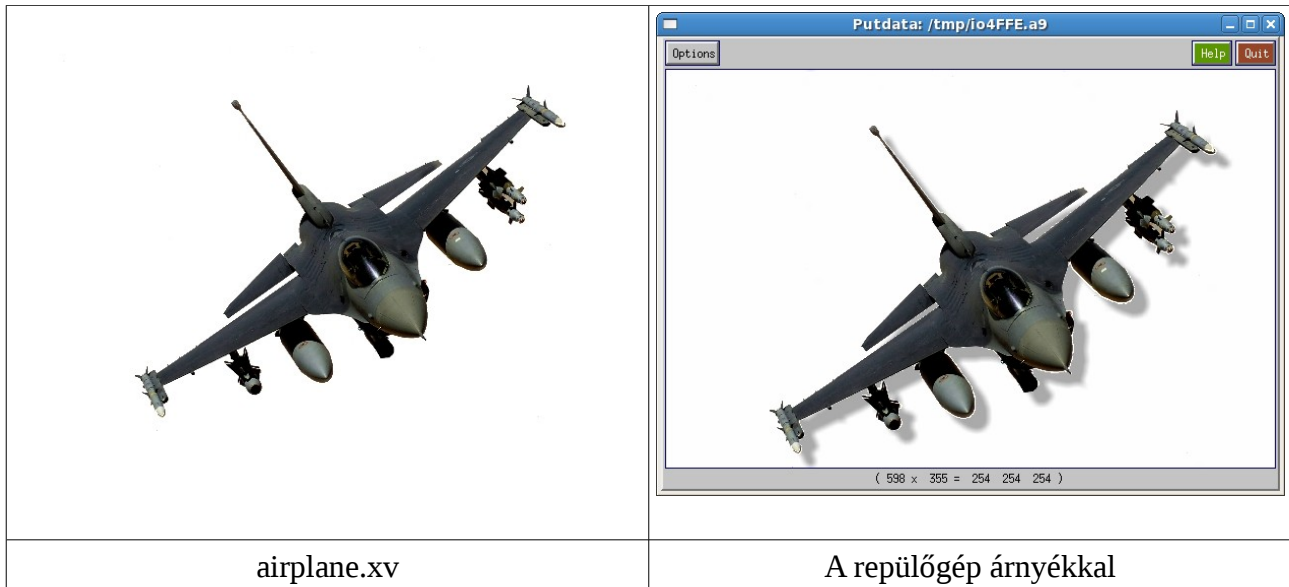 Putdata: /tmp/io4FFE.a9
Options Help Quit
( 598 x 355 = 254 254 254 )
airplane.xv
A repülőgép árnyékkal